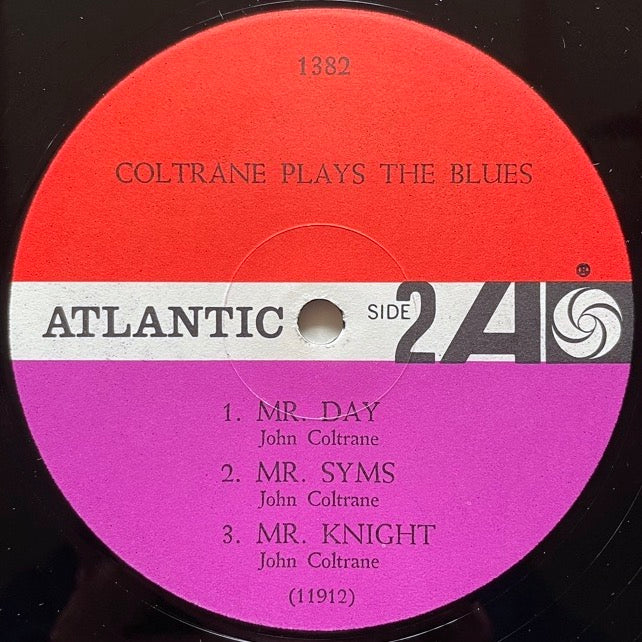 1382
COLTRANE PLAYS THE BLUES
ATLANTIC SIDE 2 A
1. MR. DAY
John Coltrane
2. MR. SYMS
John Coltrane
3. MR. KNIGHT
John Coltrane
(11912)